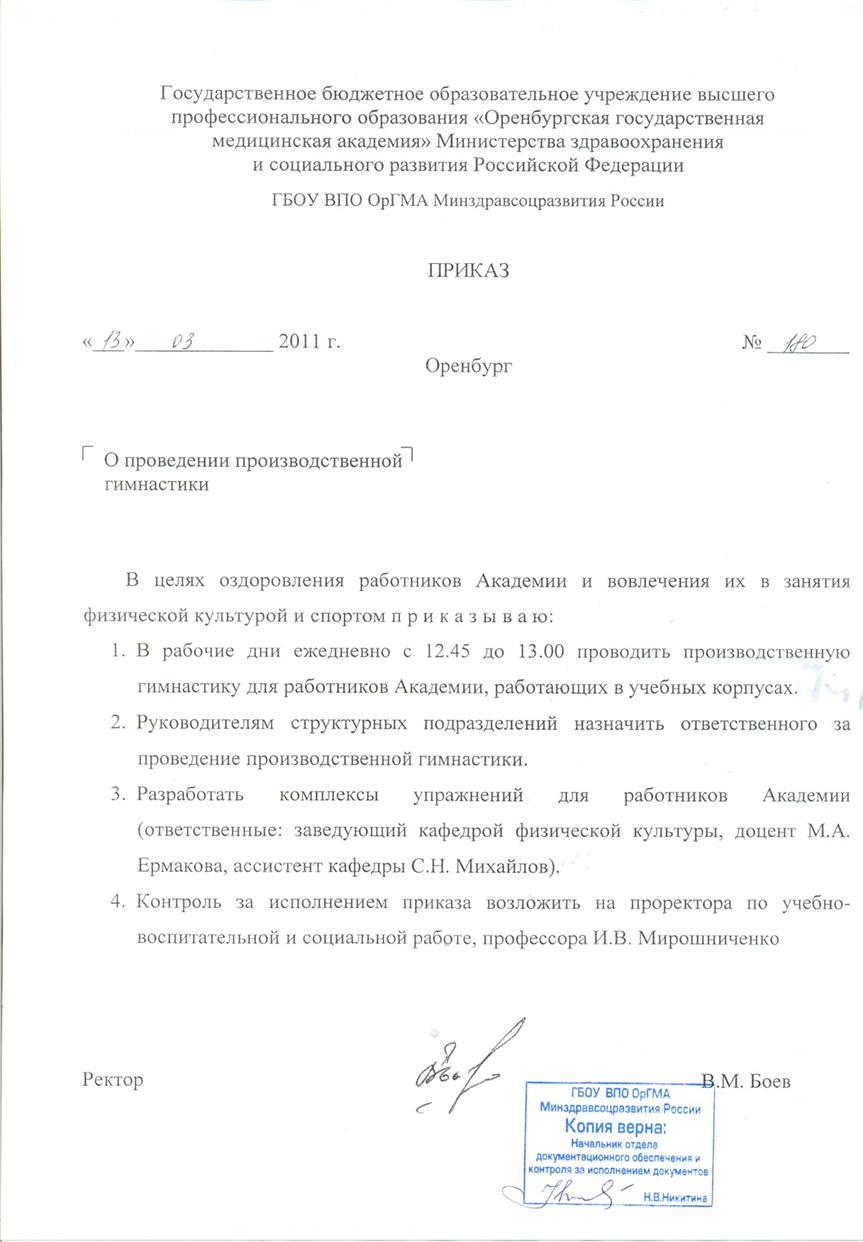 Государственное бюджетное образовательное учреждение высшего
профессионального образования «Оренбургская государственная
медицинская академия» Министерства здравоохранения
и социального развития Российской Федерации
ГБОУ ВПО ОрГМА Минздравсоцразвития России
ПРИКАЗ
«13» 03 2011 г. № 180
Оренбург
О проведении производственной
гимнастики
В целях оздоровления работников Академии и вовлечения их в занятия
физической культурой и спортом п р и к а з ы в а ю:
1. В рабочие дни ежедневно с 12.45 до 13.00 проводить производственную
гимнастику для работников Академии, работающих в учебных корпусах.
2. Руководителям структурных подразделений назначить ответственного за
проведение производственной гимнастики.
3. Разработать комплексы упражнений для работников Академии
(ответственные: заведующий кафедрой физической культуры, доцент М.А.
Ермакова, ассистент кафедры С.Н. Михайлов).
4. Контроль за исполнением приказа возложить на проректора по учебно-
воспитательной и социальной работе, профессора И.В. Мирошниченко
Ректор В.М. Боев
ГБОУ ВПО ОрГМА
Минздравсоцразвития России
Копия верна:
Начальник отдела
документационного обеспечения и
контроля за исполнением документов
Н.В.Никитина